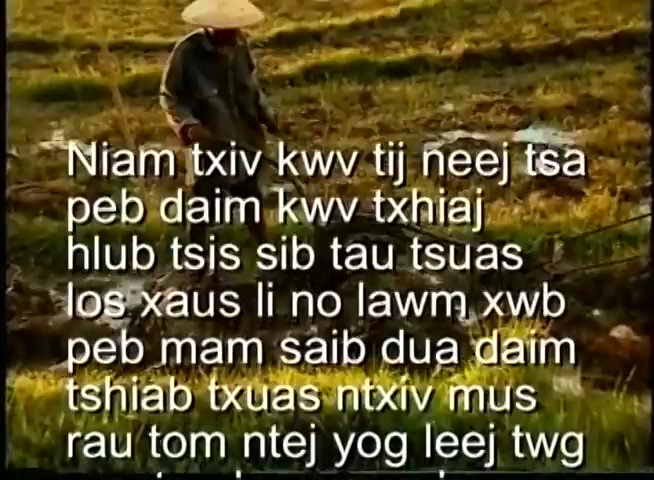 Niam txiv kwv tij neej tsa
peb daim kwv txhiaj
hlub tsis sib tau tsuas
los xaus li no lawm xwb
peb mam saib dua daim
tshiab txuas ntxiv mus
rau tom ntej yog leej twg